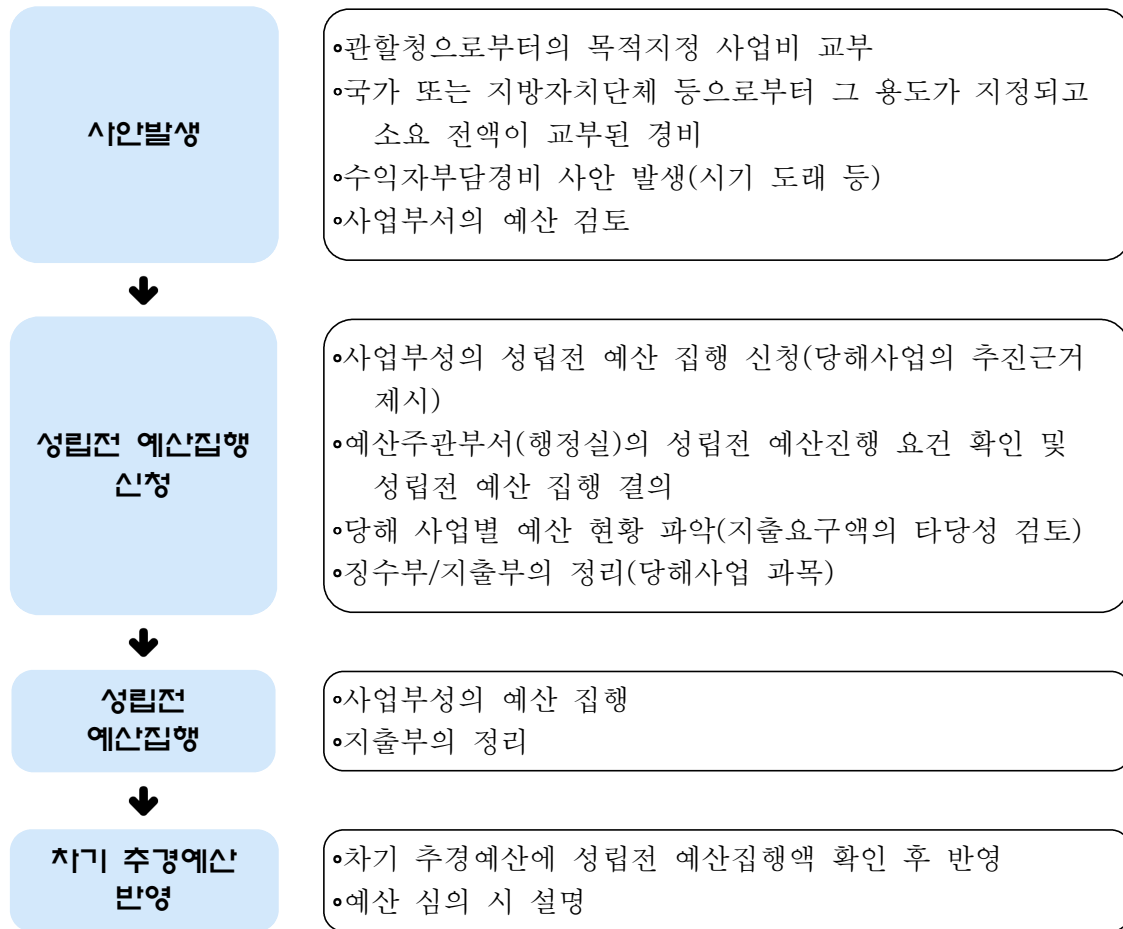 사안발생
∘관할청으로부터의 목적지정 사업비 교부
∘국가 또는 지방자치단체 등으로부터 그 용도가 지정되고
소요 전액이 교부된 경비
∘수익자부담경비 사안 발생(시기 도래 등)
∘사업부서의 예산 검토
성립전 예산집행
신청
∘사업부성의 성립전 예산 집행 신청(당해사업의 추진근거
제시)
∘예산주관부서(행정실)의 성립전 예산진행 요건 확인 및
성립전 예산 집행 결의
∘당해 사업별 예산 현황 파악(지출요구액의 타당성 검토)
∘징수부/지출부의 정리(당해사업 과목)
성립전
예산집행
∘사업부성의 예산 집행
∘지출부의 정리
차기 추경예산
반영
∘차기 추경예산에 성립전 예산집행액 확인 후 반영
∘예산 심의 시 설명